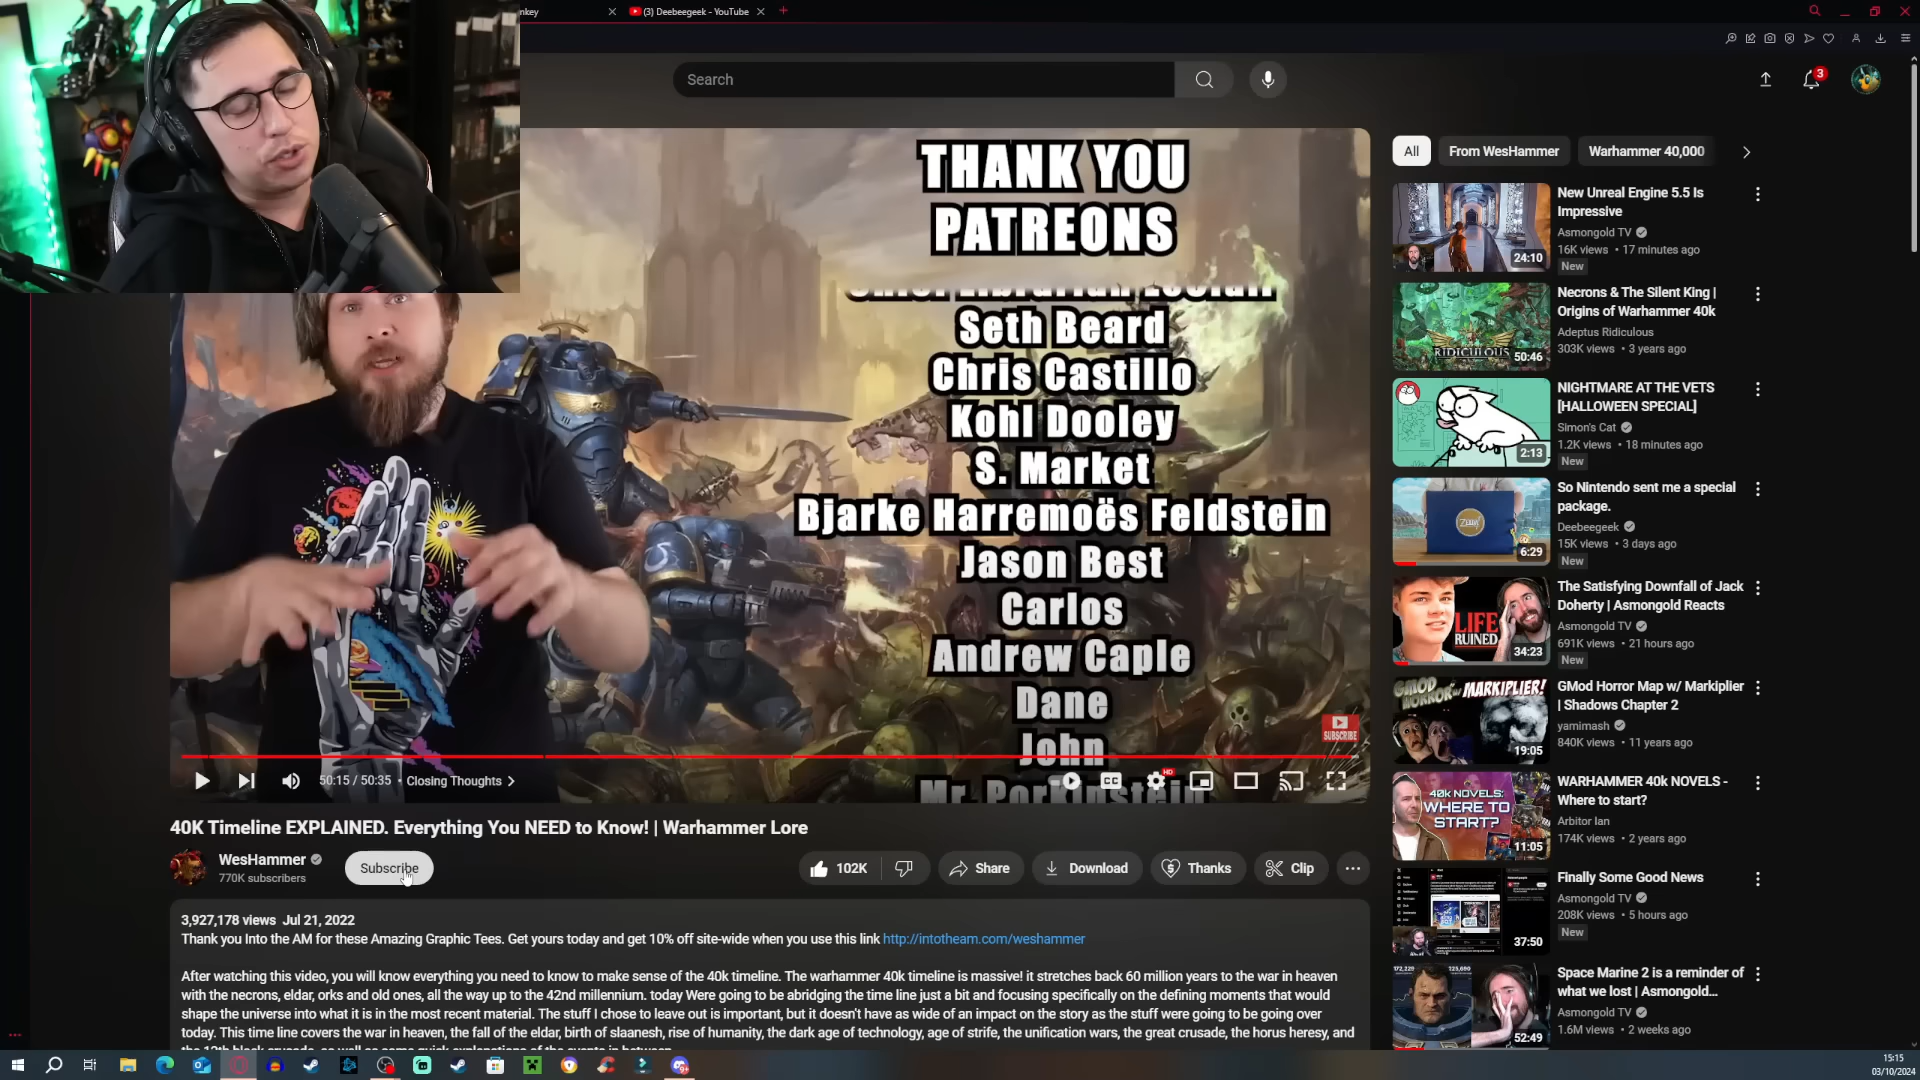 nkey
(3) Deebeegeek - YouTube
Search
3
THANK YOU
PATREONS
Seth Beard
Chris Castillo
Kohl Dooley
S. Market
Bjarke Harremoës Feldstein
Jason Best
Carlos
Andrew Caple
Dane
John
Mr. Porkinstein
SUBSCRIBE
50:15 / 50:35 • Closing Thoughts
CC
HD
40K Timeline EXPLAINED. Everything You NEED to Know! | Warhammer Lore
WesHammer
770K subscribers
Subscribe
102K
Share
Download
Thanks
Clip
3,927,178 views Jul 21, 2022
Thank you Into the AM for these Amazing Graphic Tees. Get yours today and get 10% off site-wide when you use this link http://intotheam.com/weshammer
After watching this video, you will know everything you need to know to make sense of the 40k timeline. The warhammer 40k timeline is massive! it stretches back 60 million years to the war in heaven
with the necrons, eldar, orks and old ones, all the way up to the 42nd millennium. today Were going to be abridging the time line just a bit and focusing specifically on the defining moments that would
shape the universe into what it is in the most recent material. The stuff I chose to leave out is important, but it doesn't have as wide of an impact on the story as the stuff were going to be going over
today. This time line covers the war in heaven, the fall of the eldar, birth of slaanesh, rise of humanity, the dark age of technology, age of strife, the unification wars, the great crusade, the horus heresy, and
All
From WesHammer
Warhammer 40,000
New Unreal Engine 5.5 Is
Impressive
Asmongold TV
16K views • 17 minutes ago
New
24:10
Necrons & The Silent King |
Origins of Warhammer 40k
Adeptus Ridiculous
303K views • 3 years ago
RIDICULOUS
50:46
NIGHTMARE AT THE VETS
[HALLOWEEN SPECIAL]
Simon's Cat
1.2K views • 18 minutes ago
New
2:13
So Nintendo sent me a special
package.
Deebeegeek
15K views • 3 days ago
New
6:29
The Satisfying Downfall of Jack
Doherty | Asmongold Reacts
Asmongold TV
691K views • 21 hours ago
New
LIFE
RUINED
34:23
GMod Horror Map w/ Markiplier
| Shadows Chapter 2
yamimash
840K views • 11 years ago
GMOD
HORROR W/ MARKIPLIER!
19:05
WARHAMMER 40k NOVELS -
Where to start?
Arbitor Ian
174K views • 2 years ago
40K NOVELS:
WHERE TO
START?
11:05
Finally Some Good News
Asmongold TV
208K views • 5 hours ago
New
37:50
Space Marine 2 is a reminder of
what we lost | Asmongold...
Asmongold TV
1.6M views • 2 weeks ago
52:49
15:15
03/10/2024